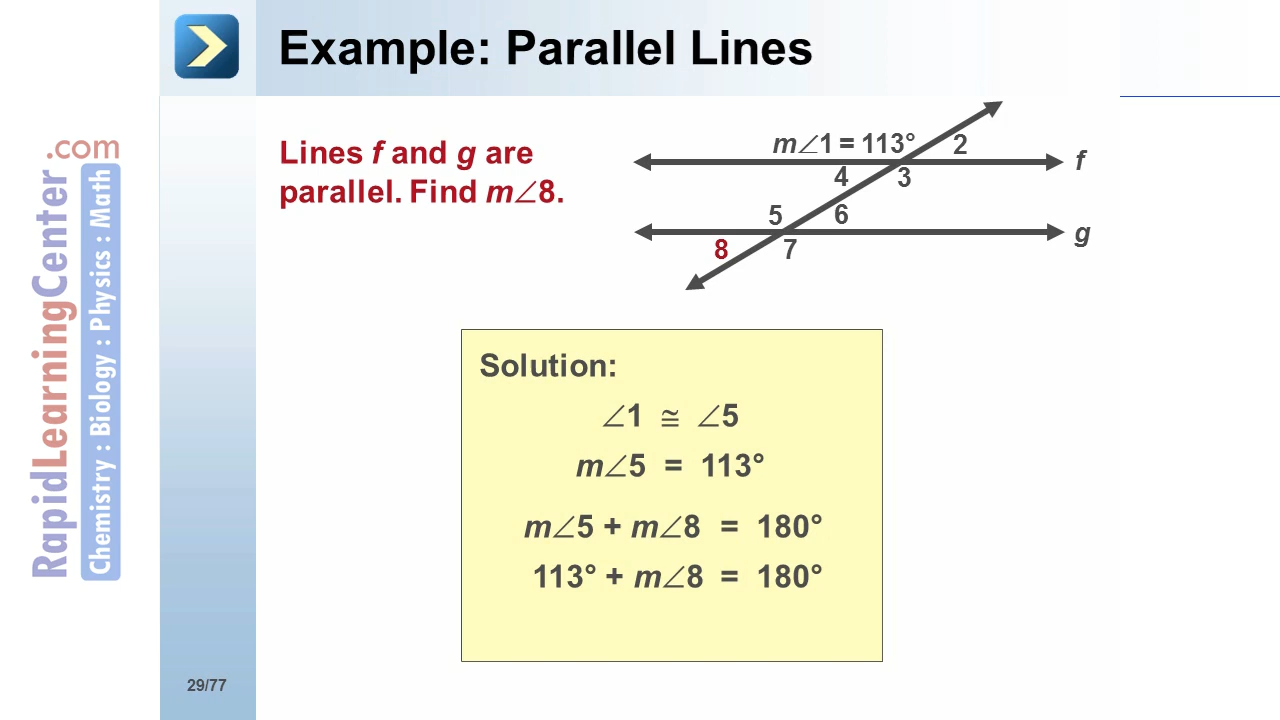 Example: Parallel Lines
Lines f and g are
parallel. Find m∠8.
m∠1 = 113°
2
f
4
3
5
6
g
8
7
Solution:
∠1 ≅ ∠5
m∠5 = 113°
m∠5 + m∠8 = 180°
113° + m∠8 = 180°
RapidLearningCenter
.com
Chemistry : Biology : Physics : Math
29/77